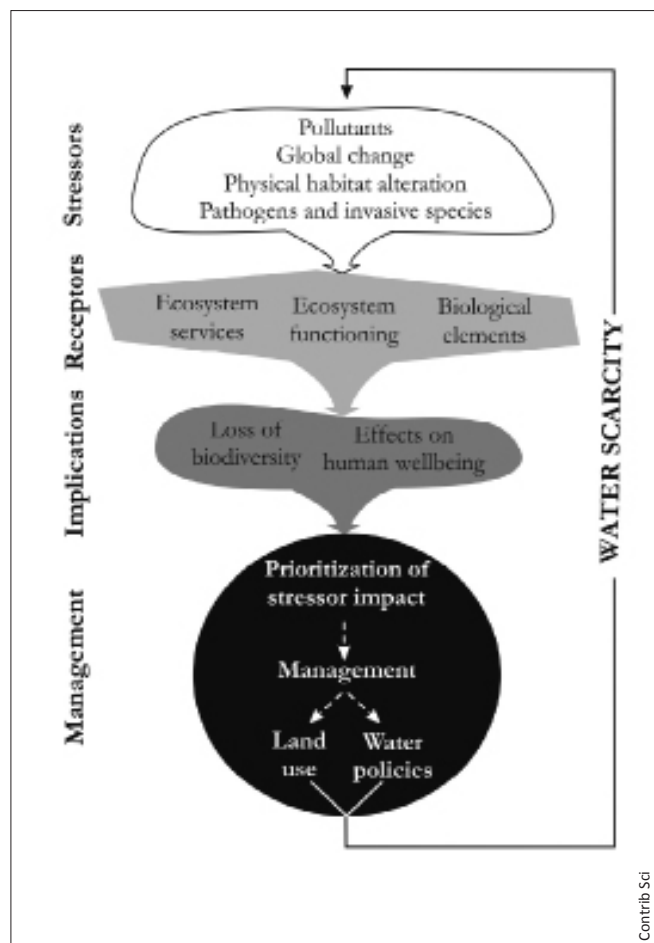 Stressors
Pollutants
Global change
Physical habitat alteration
Pathogens and invasive species
Receptors
Ecosystem
services
Ecosystem
functioning
Biological
elements
Implications
Loss of
biodiversity
Effects on
human wellbeing
Management
Prioritization of
stressor impact
Management
Land
use
Water
policies
WATER SCARCITY
Contrib Sci